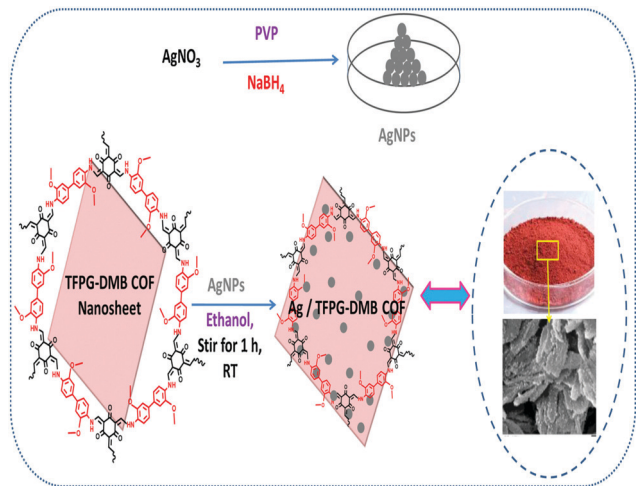 PVP
AgNO3
NaBH4
AgNPs
TFPG-DMB COF
Nanosheet
AgNPs
Ethanol,
Stir for 1 h,
RT
Ag / TFPG-DMB COF